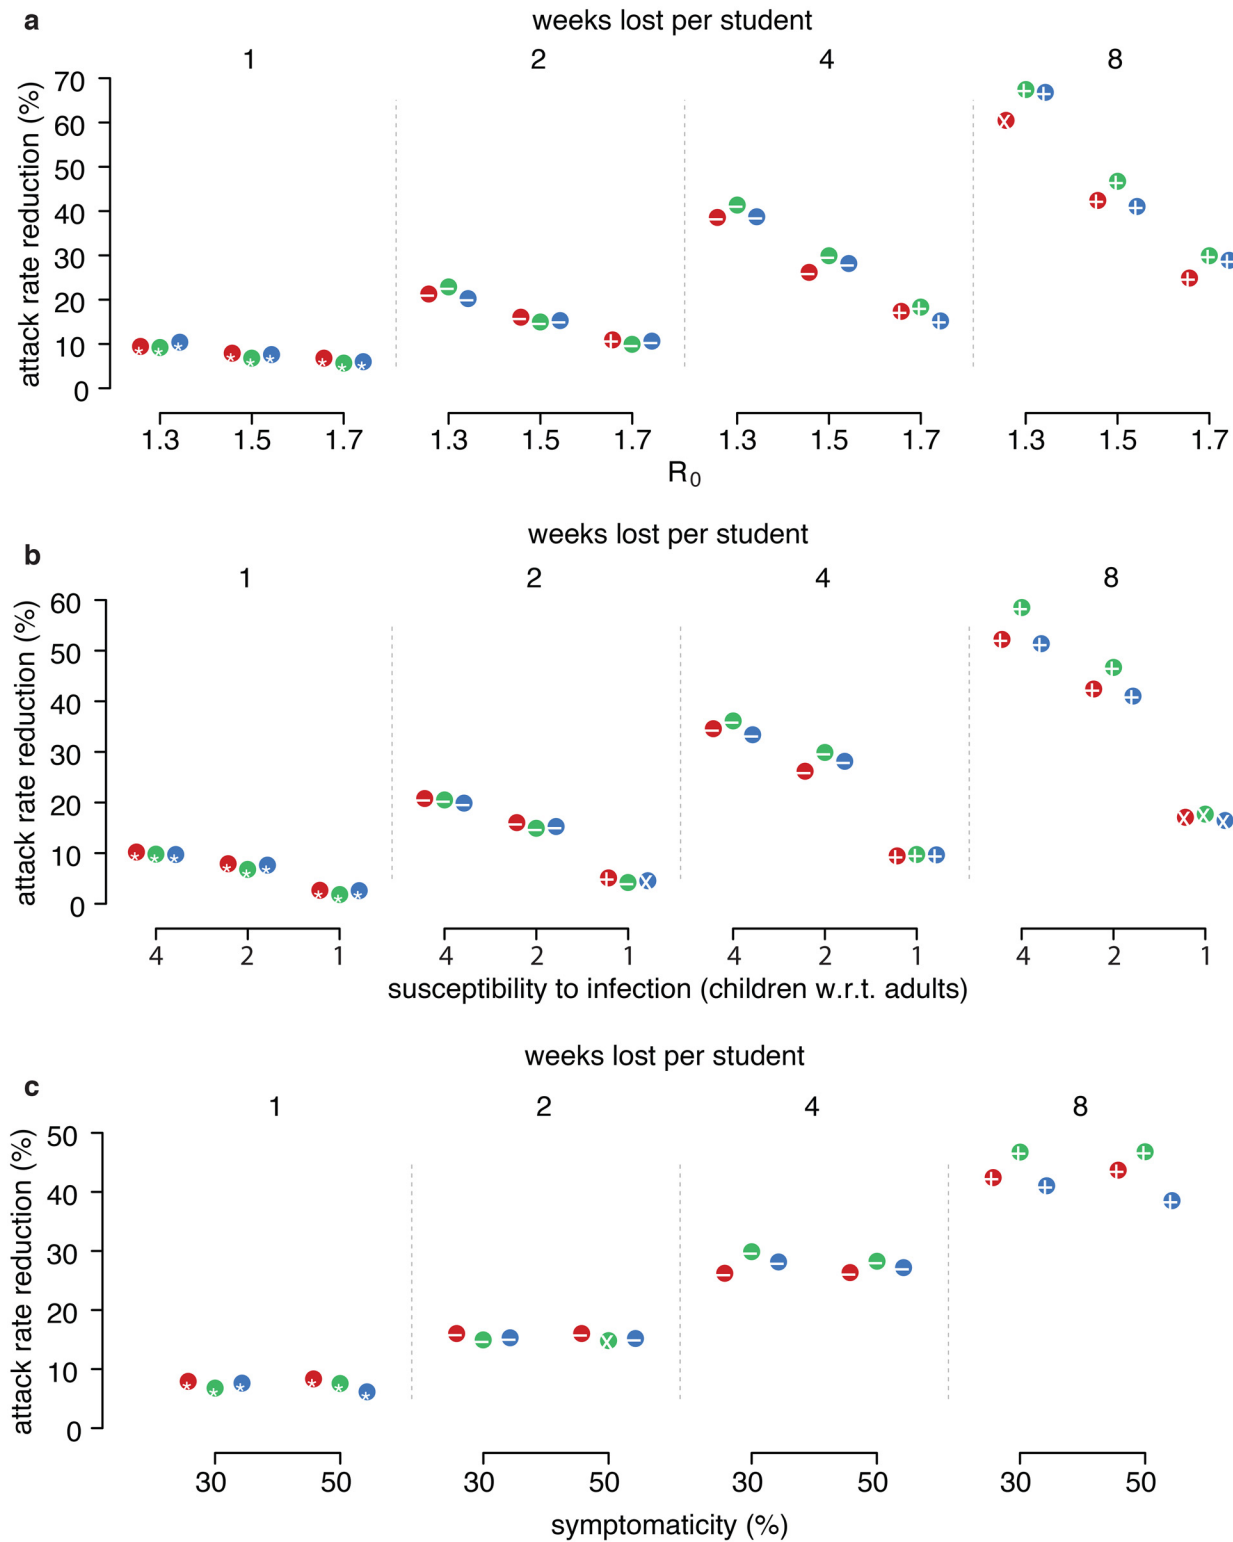 a
weeks lost per student
1 2 4 8
attack rate reduction (%)
70
60
50
40
30
20
10
0
1.3 1.5 1.7 1.3 1.5 1.7 1.3 1.5 1.7 1.3 1.5 1.7
R0
b
weeks lost per student
1 2 4 8
attack rate reduction (%)
60
50
40
30
20
10
0
4 2 1 4 2 1 4 2 1 4 2 1
susceptibility to infection (children w.r.t. adults)
c
weeks lost per student
1 2 4 8
attack rate reduction (%)
50
40
30
20
10
0
30 50 30 50 30 50 30 50
symptomaticity (%)